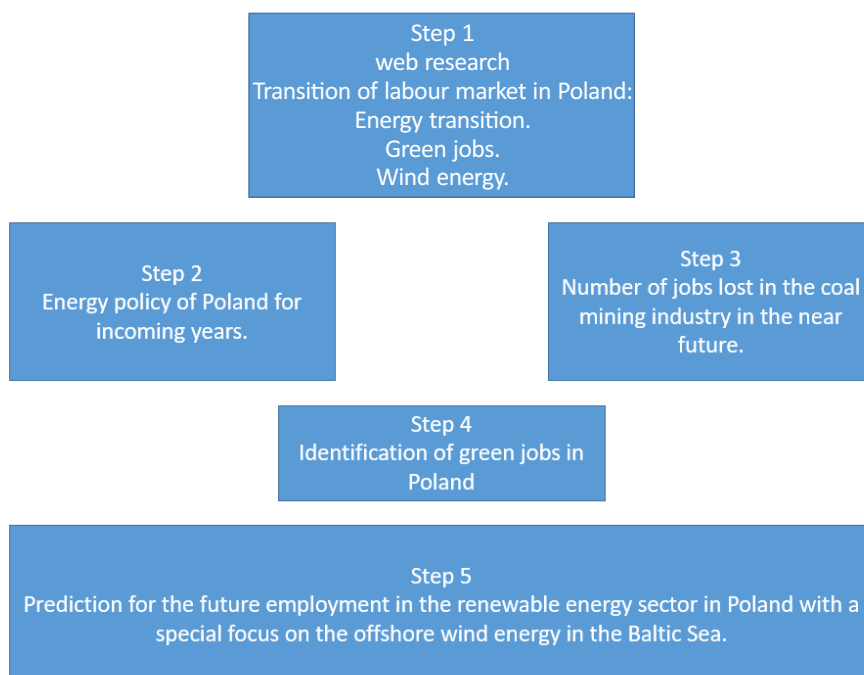 Step 1
web research
Transition of labour market in Poland:
Energy transition.
Green jobs.
Wind energy.
Step 2
Energy policy of Poland for
incoming years.
Step 3
Number of jobs lost in the coal
mining industry in the near
future.
Step 4
Identification of green jobs in
Poland
Step 5
Prediction for the future employment in the renewable energy sector in Poland with a
special focus on the offshore wind energy in the Baltic Sea.